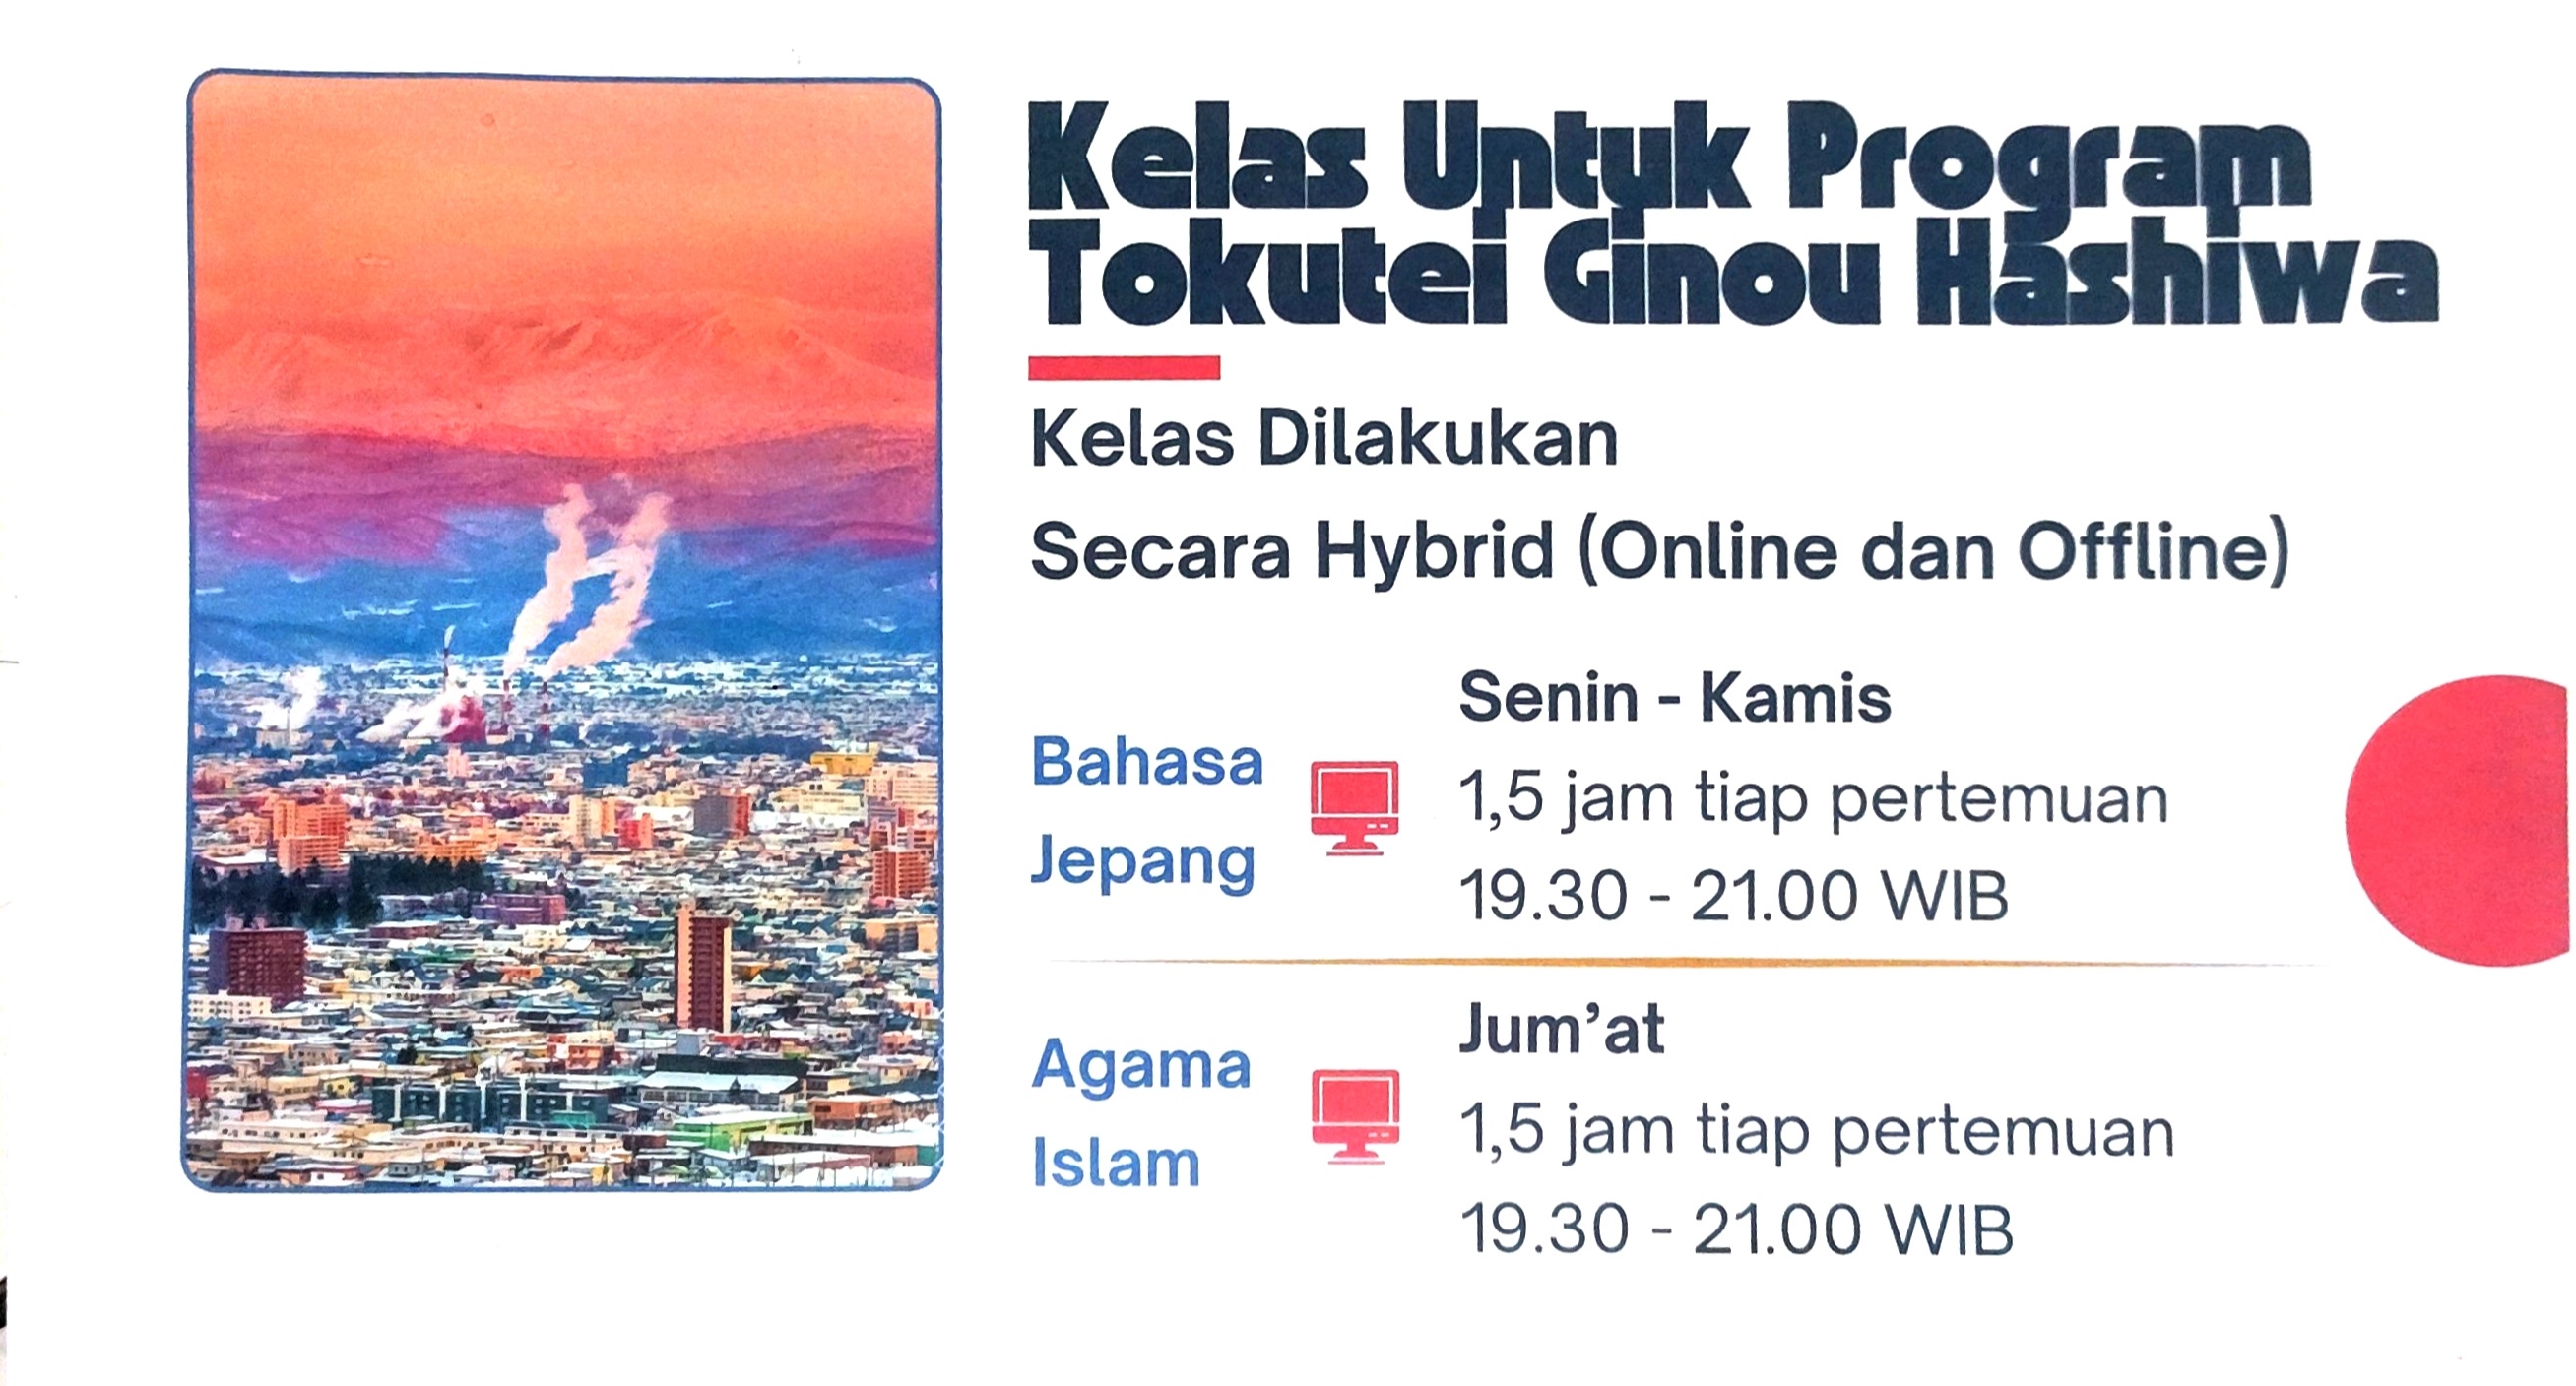 Kelas Untuk Program
Tokutei Ginou Hashiwa
Kelas Dilakukan
Secara Hybrid (Online dan Offline)
Bahasa
Jepang
Senin - Kamis
1,5 jam tiap pertemuan
19.30 - 21.00 WIB
Agama
Islam
Jum’at
1,5 jam tiap pertemuan
19.30 - 21.00 WIB